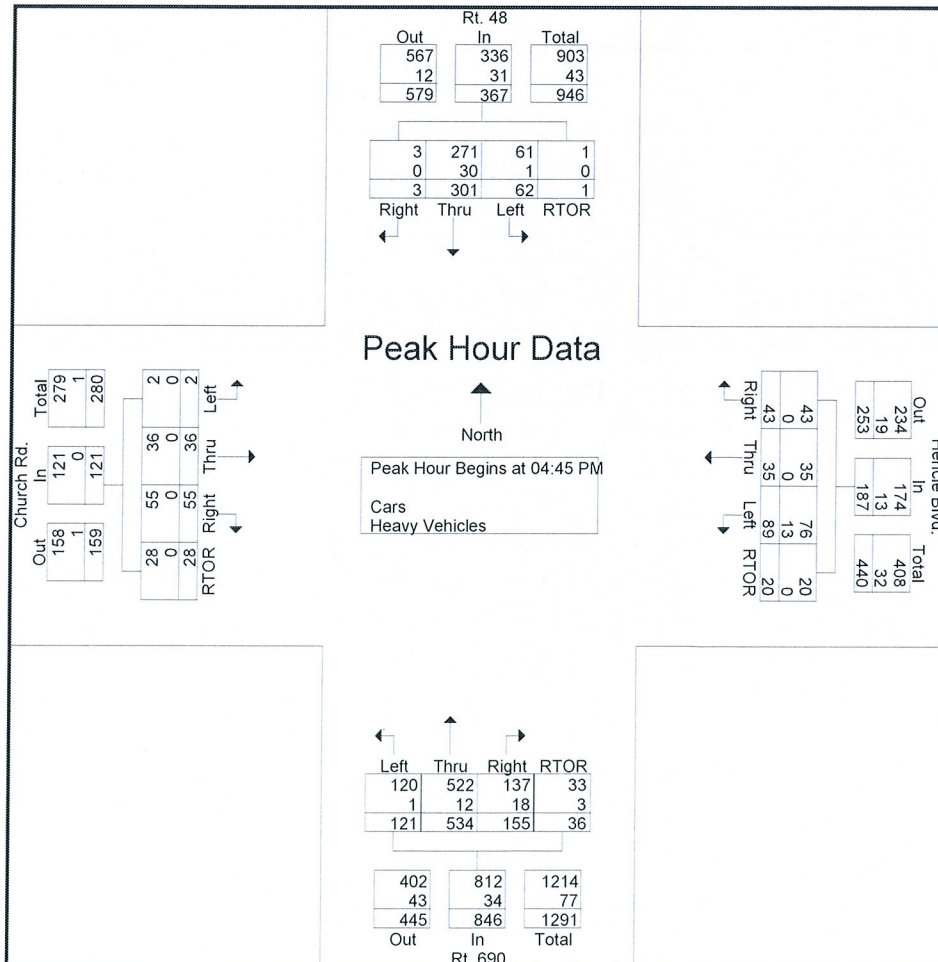 Rt. 48
Out In Total
567 336 903
12 31 43
579 367 946
3 271 61 1
0 30 1 0
3 301 62 1
Right Thru Left RTOR
Peak Hour Data
North
Peak Hour Begins at 04:45 PM
Cars
Heavy Vehicles
Church Rd.
Total In Out
279 121 158
1 0 1
280 121 159
2 36 55 28
0 0 0 0
2 36 55 28
Left Thru Right RTOR
Right Thru Left RTOR
43 35 89 20
0 0 13 0
43 35 76 20
Out In Total
253 187 440
19 13 32
234 174 408
Blvd.
Left Thru Right RTOR
120 522 137 33
1 12 18 3
121 534 155 36
402 812 1214
43 34 77
445 846 1291
Out In Total
Rt. 690